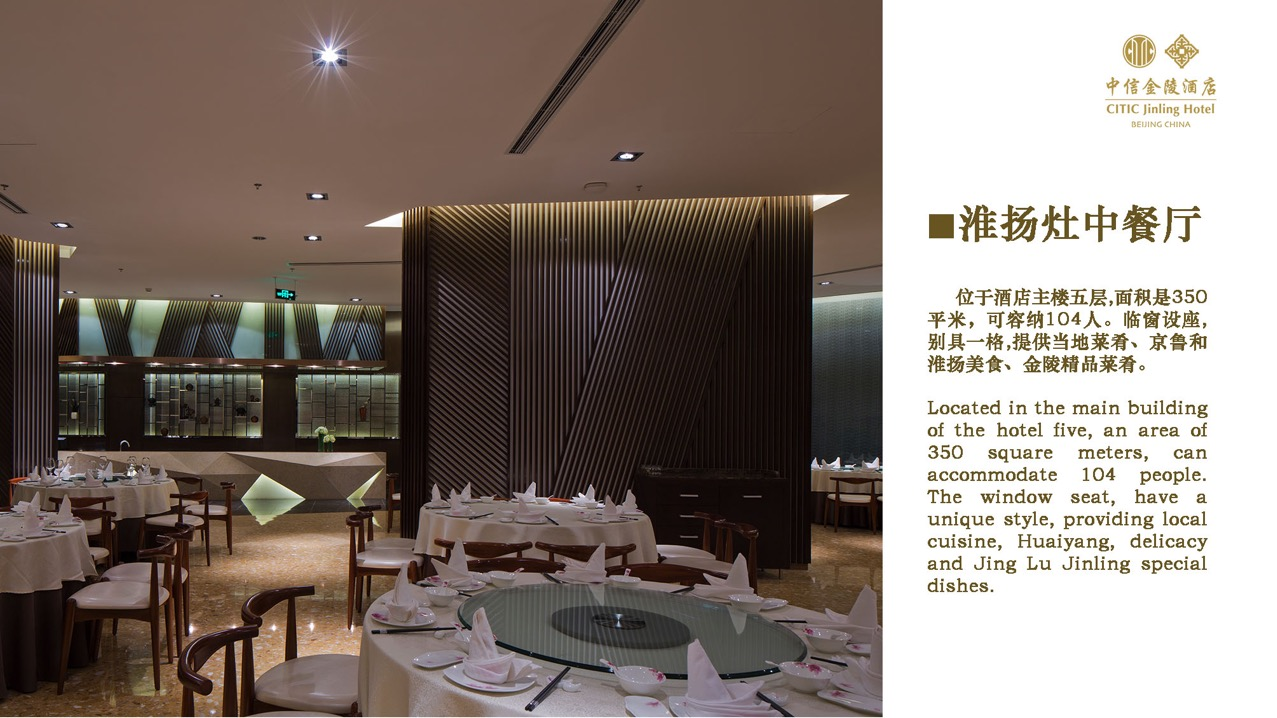 中信金陵酒店
CITIC Jinling Hotel
BEIJING CHINA
■淮扬灶中餐厅
位于酒店主楼五层,面积是350
平米，可容纳104人。临窗设座,
别具一格,提供当地菜肴、京鲁和
淮扬美食、金陵精品菜肴。
Located in the main building
of the hotel five, an area of
350 square meters, can
accommodate 104 people.
The window seat, have a
unique style, providing local
cuisine, Huaiyang, delicacy
and Jing Lu Jinling special
dishes.